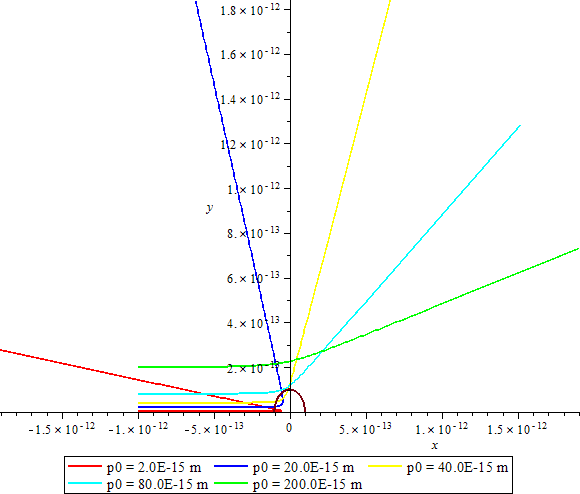 1.8 × 10⁻¹²
1.6 × 10⁻¹²
1.4 × 10⁻¹²
1.2 × 10⁻¹²
1. × 10⁻¹²
y
8. × 10⁻¹³
6. × 10⁻¹³
4. × 10⁻¹³
2. × 10⁻¹³
-1.5 × 10⁻¹² -1. × 10⁻¹² -5. × 10⁻¹³ 0 5. × 10⁻¹³ 1. × 10⁻¹² 1.5 × 10⁻¹²
x
p0 = 2.0E-15 m p0 = 20.0E-15 m p0 = 40.0E-15 m
p0 = 80.0E-15 m p0 = 200.0E-15 m